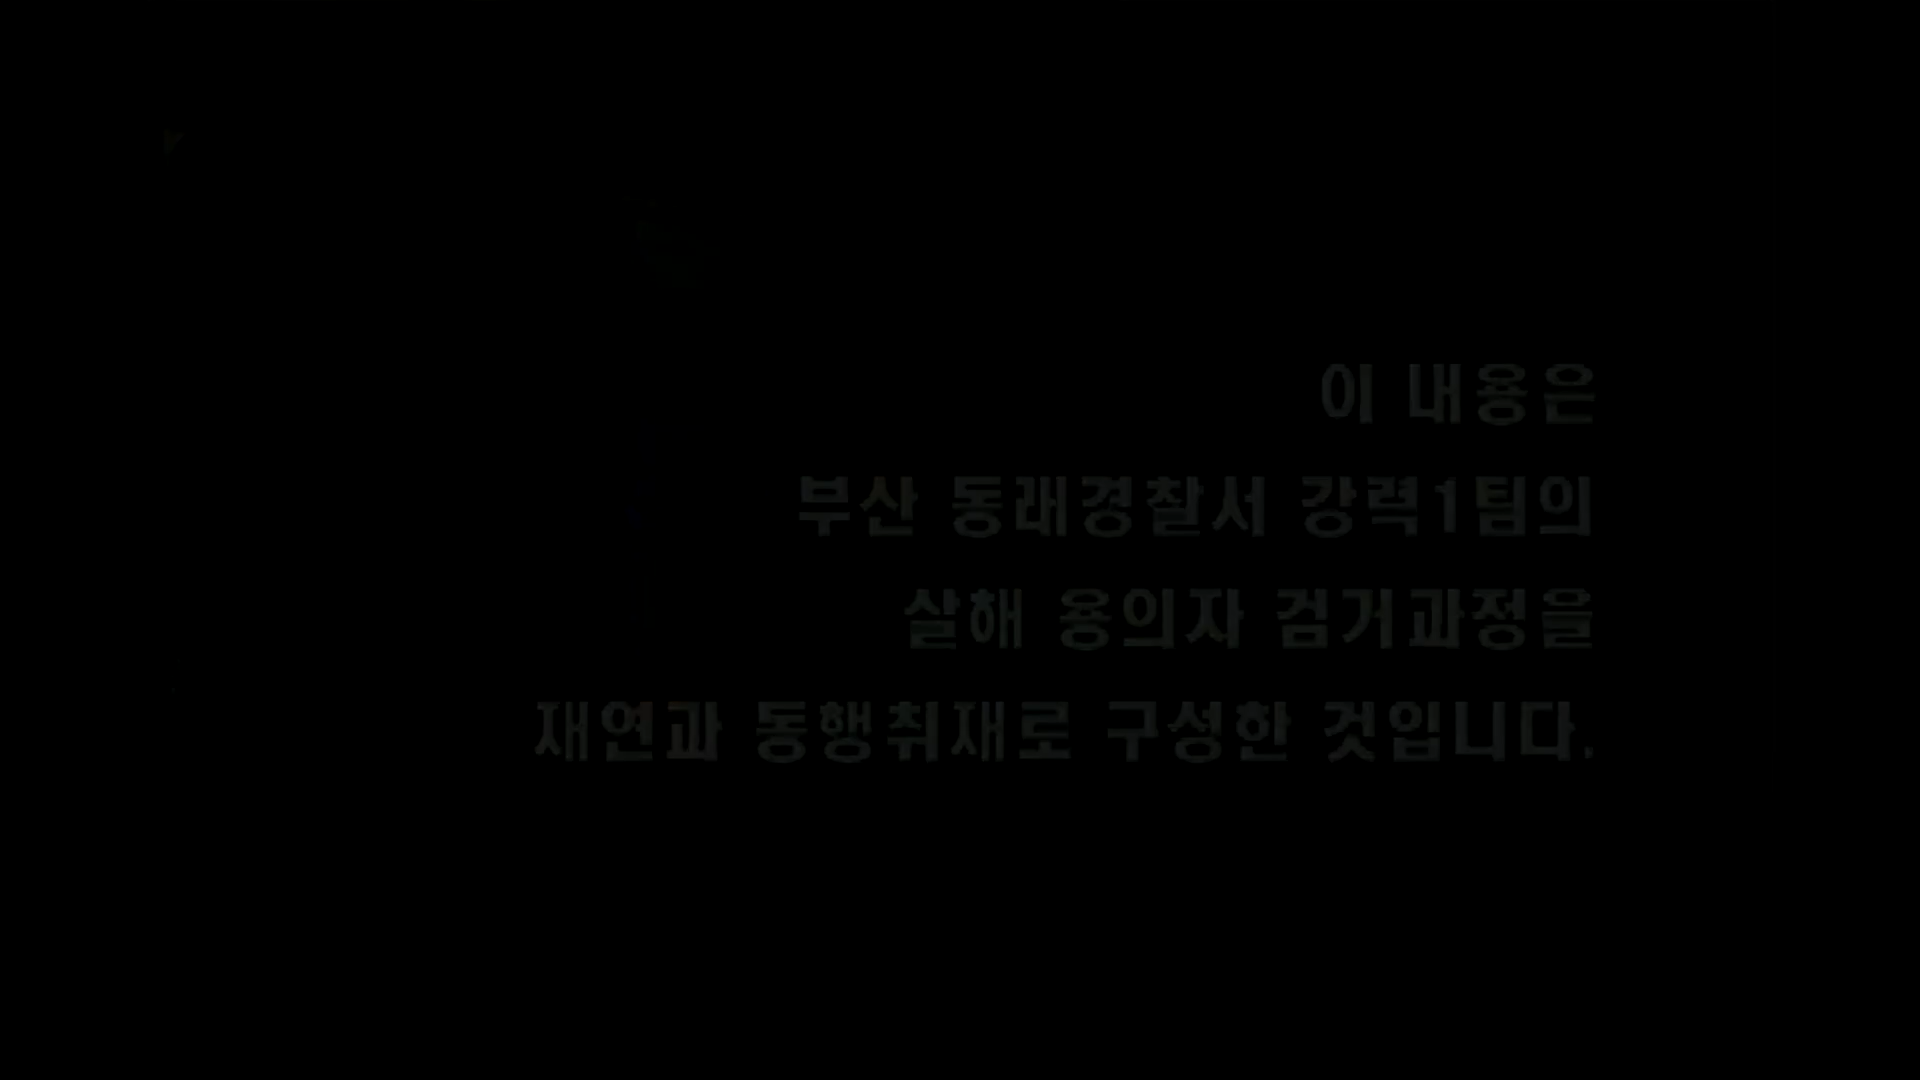 이 내용은
부산 동래경찰서 강력1팀의
살해 용의자 검거과정을
재연과 동행취재로 구성한 것입니다.